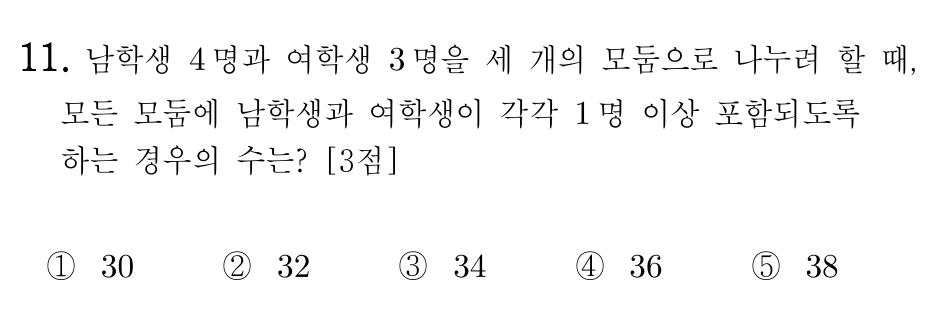 11. 남학생 4명과 여학생 3명을 세 개의 모둠으로 나누려 할 때,
모든 모둠에 남학생과 여학생이 각각 1명 이상 포함되도록
하는 경우의 수는? [3점]
① 30 ② 32 ③ 34 ④ 36 ⑤ 38